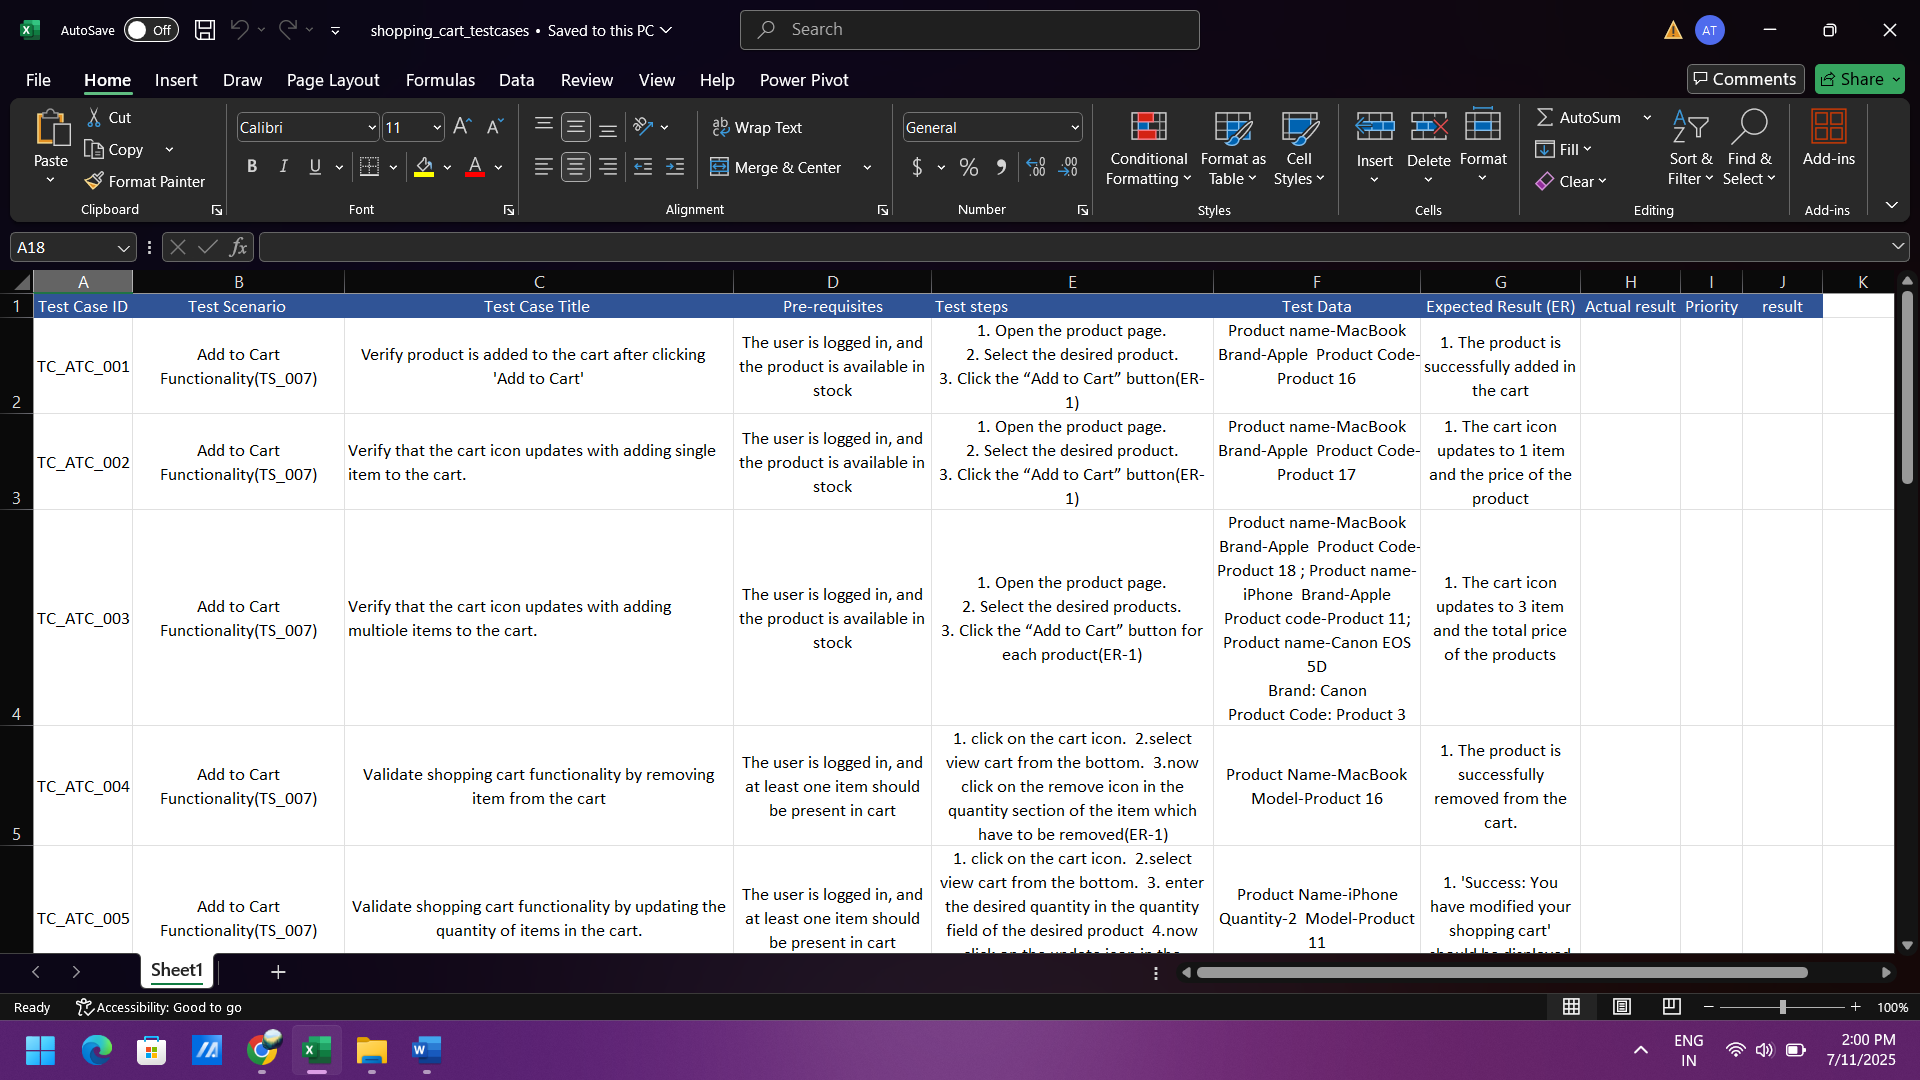 AutoSave Off shopping_cart_testcases • Saved to this PC Search AT
File Home Insert Draw Page Layout Formulas Data Review View Help Power Pivot Comments Share
Paste Cut Copy Format Painter Clipboard
Calibri 11 B I U A Font
Wrap Text Merge & Center Alignment
General $ % Number
Conditional Formatting Format as Table Cell Styles Styles
Insert Delete Format Cells
AutoSum Fill Clear Sort & Filter Find & Select Editing
Add-ins Add-ins
A18 fx
A B C D E F G H I J K
1 Test Case ID Test Scenario Test Case Title Pre-requisites Test steps Test Data Expected Result (ER) Actual result Priority result
2
TC_ATC_001
Add to Cart
Functionality(TS_007)
Verify product is added to the cart after clicking
'Add to Cart'
The user is logged in, and
the product is available in
stock
1. Open the product page.
2. Select the desired product.
3. Click the “Add to Cart” button(ER-
1)
Product name-MacBook
Brand-Apple Product Code-
Product 16
1. The product is
successfully added in
the cart
3
TC_ATC_002
Add to Cart
Functionality(TS_007)
Verify that the cart icon updates with adding single
item to the cart.
The user is logged in, and
the product is available in
stock
1. Open the product page.
2. Select the desired product.
3. Click the “Add to Cart” button(ER-
1)
Product name-MacBook
Brand-Apple Product Code-
Product 17
1. The cart icon
updates to 1 item
and the price of the
product
4
TC_ATC_003
Add to Cart
Functionality(TS_007)
Verify that the cart icon updates with adding
multiole items to the cart.
The user is logged in, and
the product is available in
stock
1. Open the product page.
2. Select the desired products.
3. Click the “Add to Cart” button for
each product(ER-1)
Product name-MacBook
Brand-Apple Product Code-
Product 18 ; Product name-
iPhone Brand-Apple
Product code-Product 11;
Product name-Canon EOS
5D
Brand: Canon
Product Code: Product 3
1. The cart icon
updates to 3 item
and the total price
of the products
5
TC_ATC_004
Add to Cart
Functionality(TS_007)
Validate shopping cart functionality by removing
item from the cart
The user is logged in, and
at least one item should
be present in cart
1. click on the cart icon. 2.select
view cart from the bottom. 3.now
click on the remove icon in the
quantity section of the item which
have to be removed(ER-1)
Product Name-MacBook
Model-Product 16
1. The product is
successfully
removed from the
cart.
TC_ATC_005
Add to Cart
Functionality(TS_007)
Validate shopping cart functionality by updating the
quantity of items in the cart.
The user is logged in, and
at least one item should
be present in cart
1. click on the cart icon. 2.select
view cart from the bottom. 3. enter
the desired quantity in the quantity
field of the desired product 4.now
click on the update icon in the
Product Name-iPhone
Quantity-2 Model-Product
11
1. 'Success: You
have modified your
shopping cart'
should be displayed
Sheet1
Ready Accessibility: Good to go 100%
ENG
IN
2:00 PM
7/11/2025